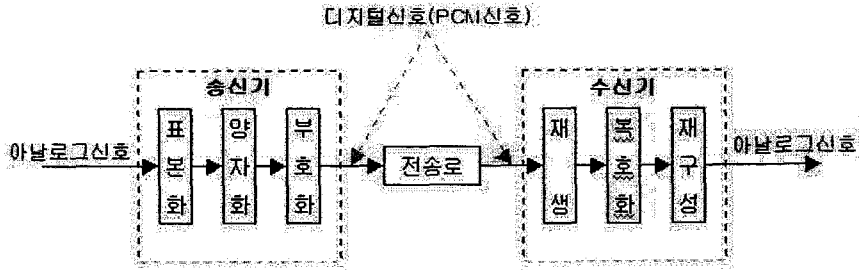 디지털신호(PCM신호)
송신기
수신기
아날로그신호
표본화
양자화
부호화
전송로
재생
복호화
재구성
아날로그신호